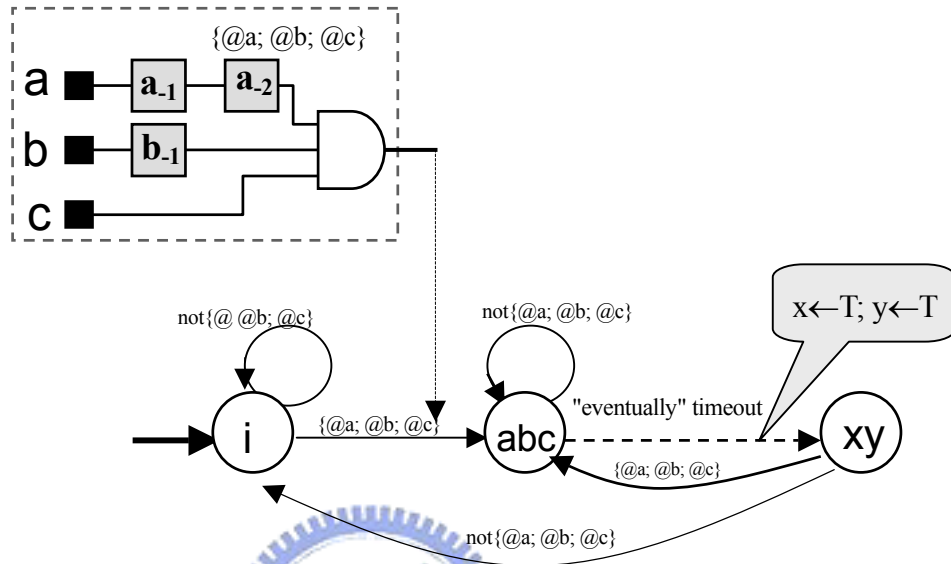 {@a; @b; @c}
a
a-1
a-2
b
b-1
c
x←T; y←T
not{@ @b; @c}
not{@a; @b; @c}
"eventually" timeout
i
{@a; @b; @c}
abc
xy
{@a; @b; @c}
not{@a; @b; @c}